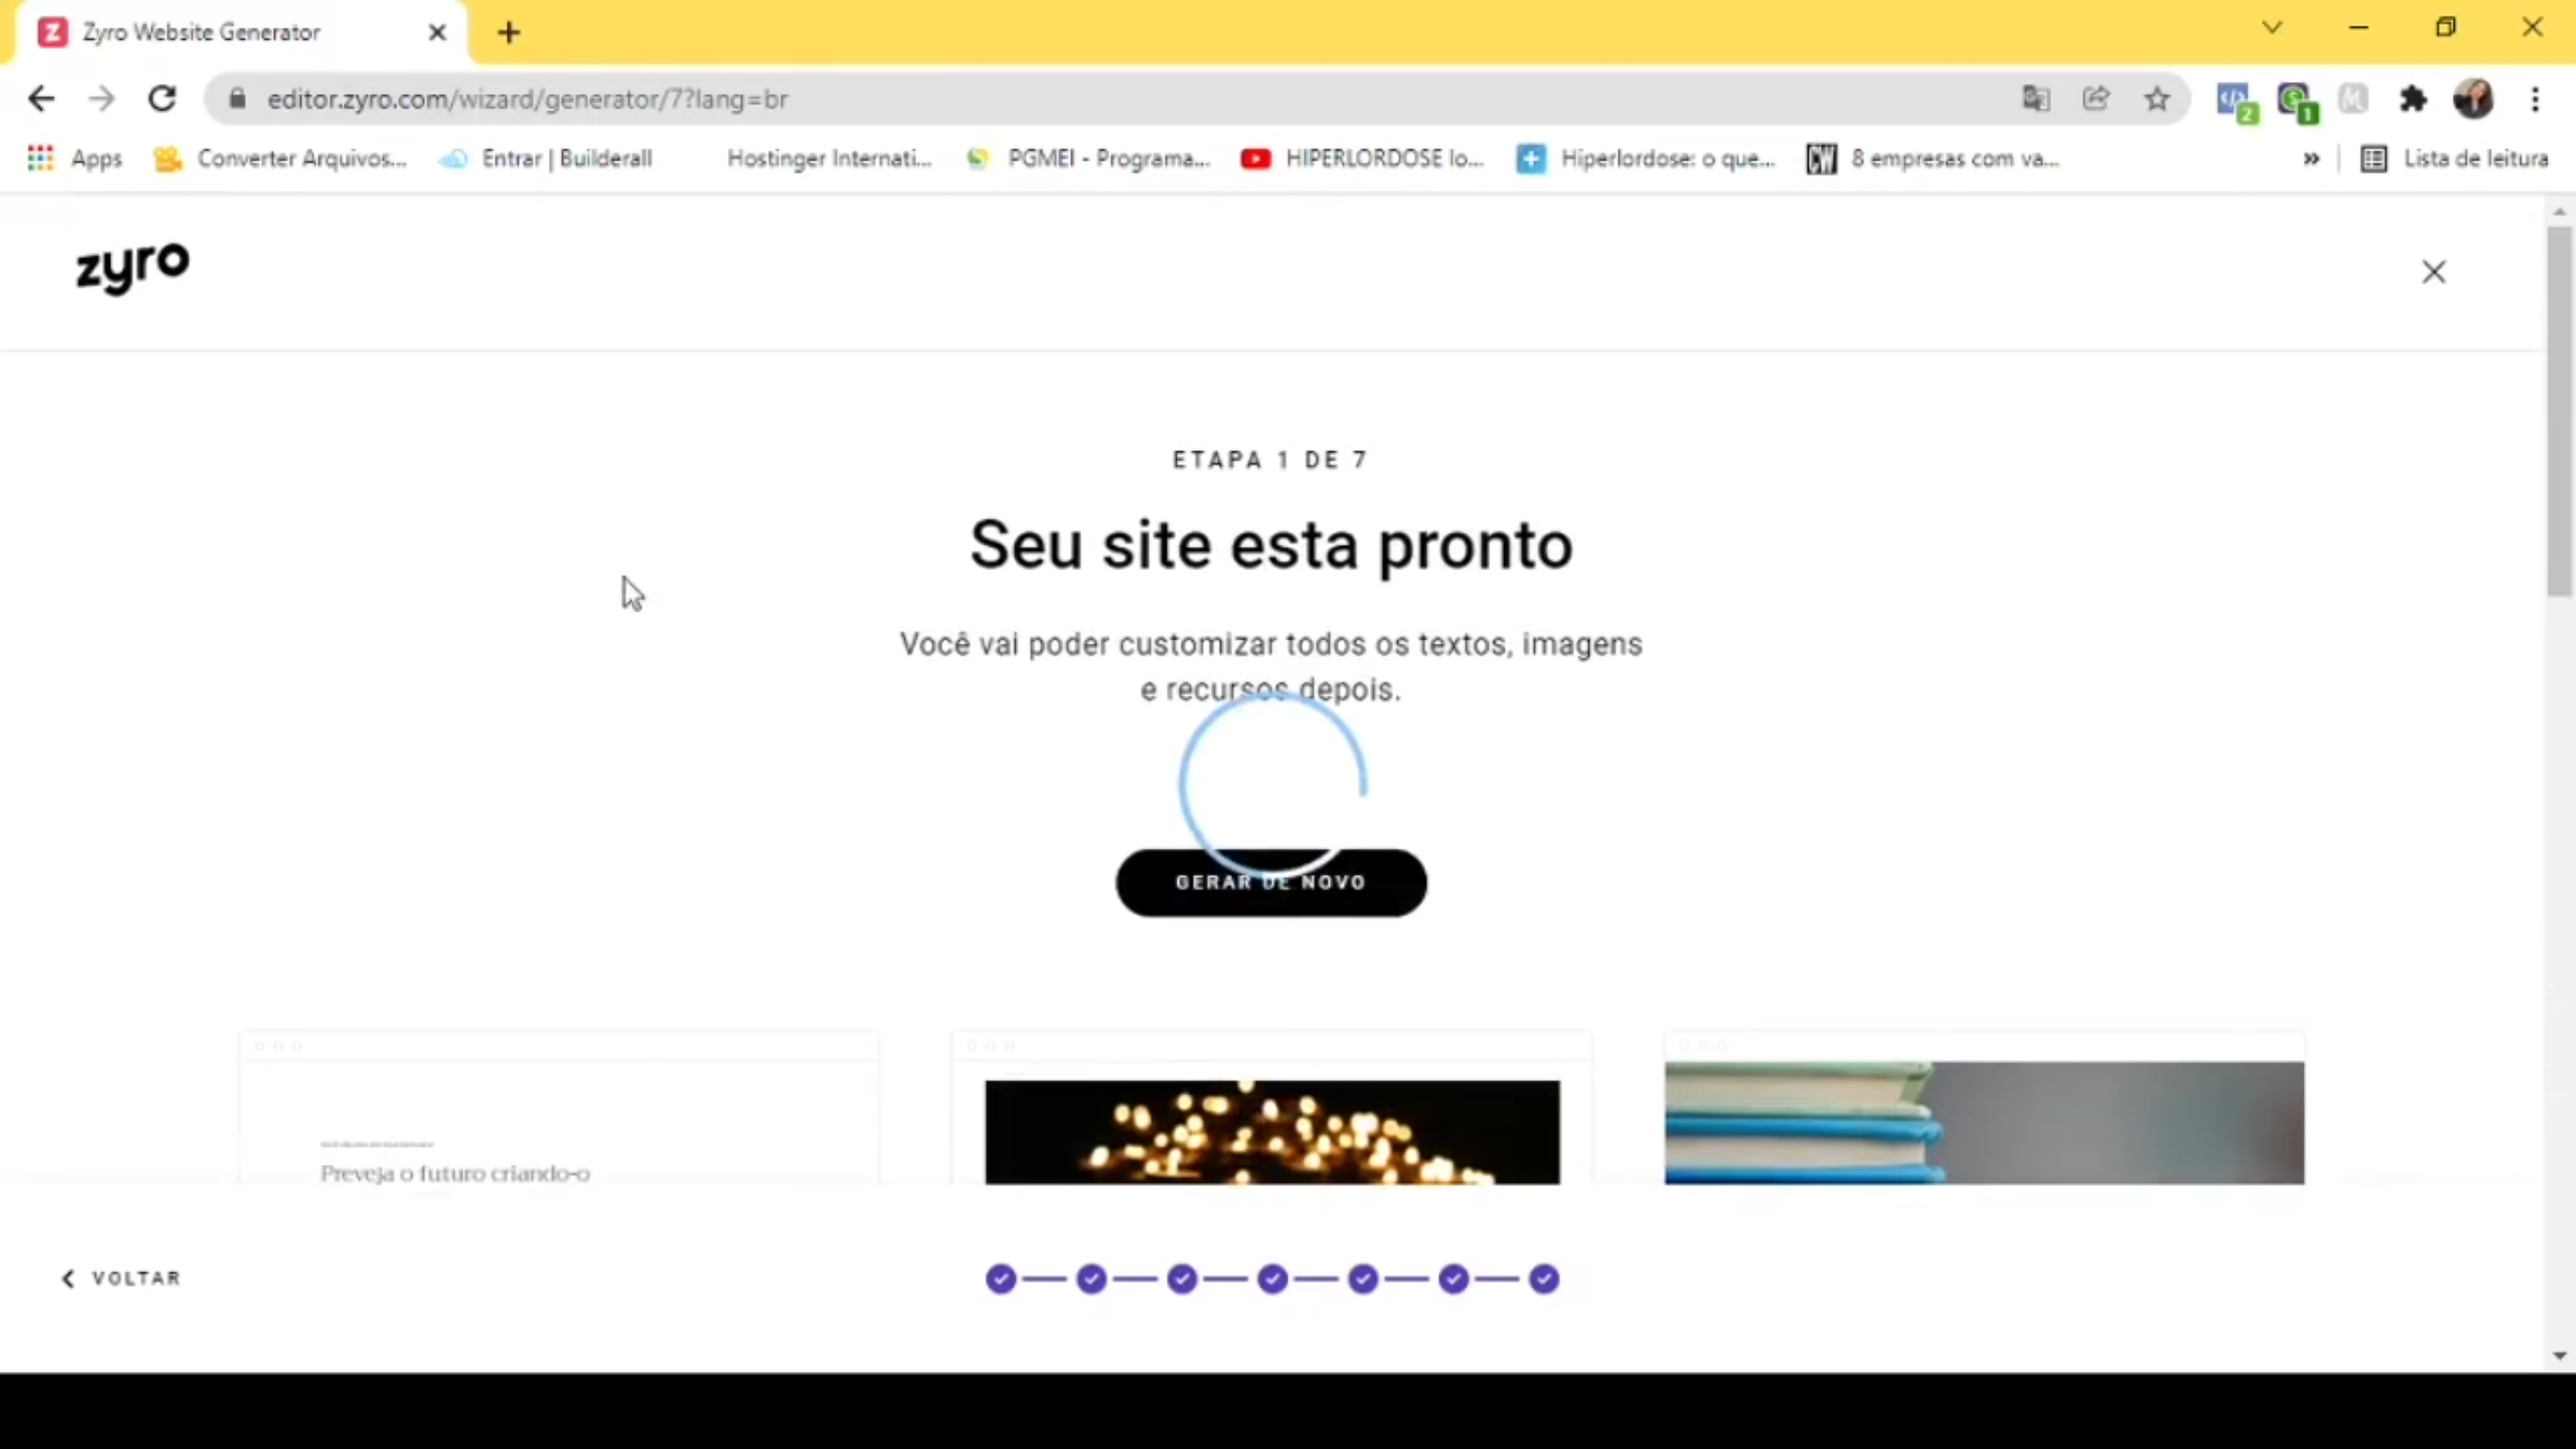 Zyro Website Generator
editor.zyro.com/wizard/generator/7?lang=br
2
1
Apps
Converter Arquivos...
Entrar | Builderall
Hostinger Internati...
PGMEI - Programa...
HIPERLORDOSE lo...
Hiperlordose: o que...
8 empresas com va...
»
Lista de leitura
zyro
ETAPA 1 DE 7
Seu site esta pronto
Você vai poder customizar todos os textos, imagens
e recursos depois.
GERAR DE NOVO
Preveja o futuro criando-o
VOLTAR